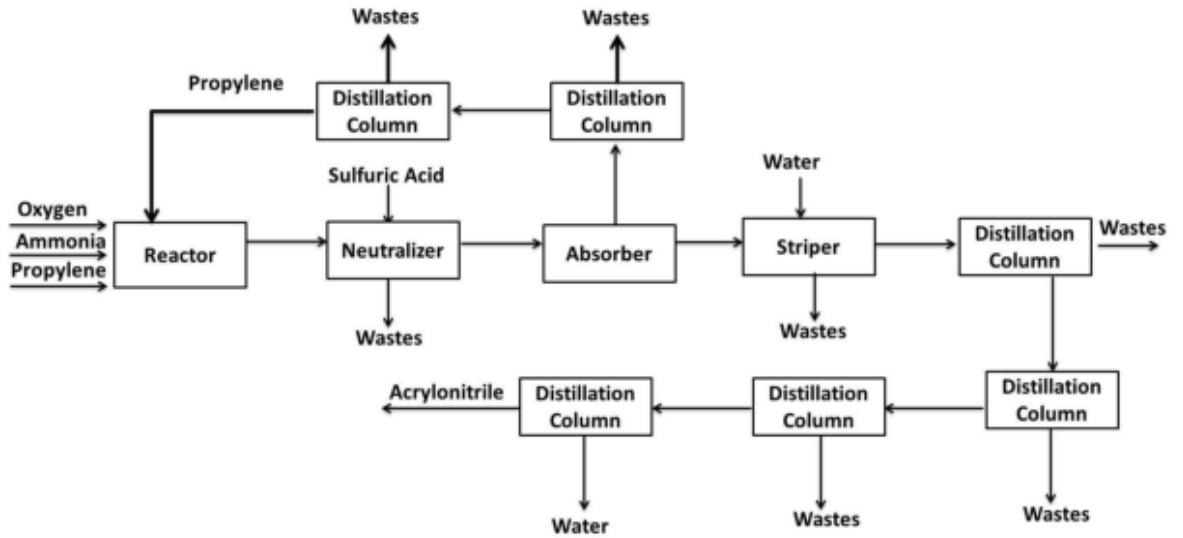 Wastes
Wastes
Propylene
Distillation
Column
Distillation
Column
Sulfuric Acid
Water
Oxygen
Ammonia
Propylene
Reactor
Neutralizer
Absorber
Striper
Distillation
Column
Wastes
Wastes
Wastes
Acrylonitrile
Distillation
Column
Distillation
Column
Distillation
Column
Water
Wastes
Wastes